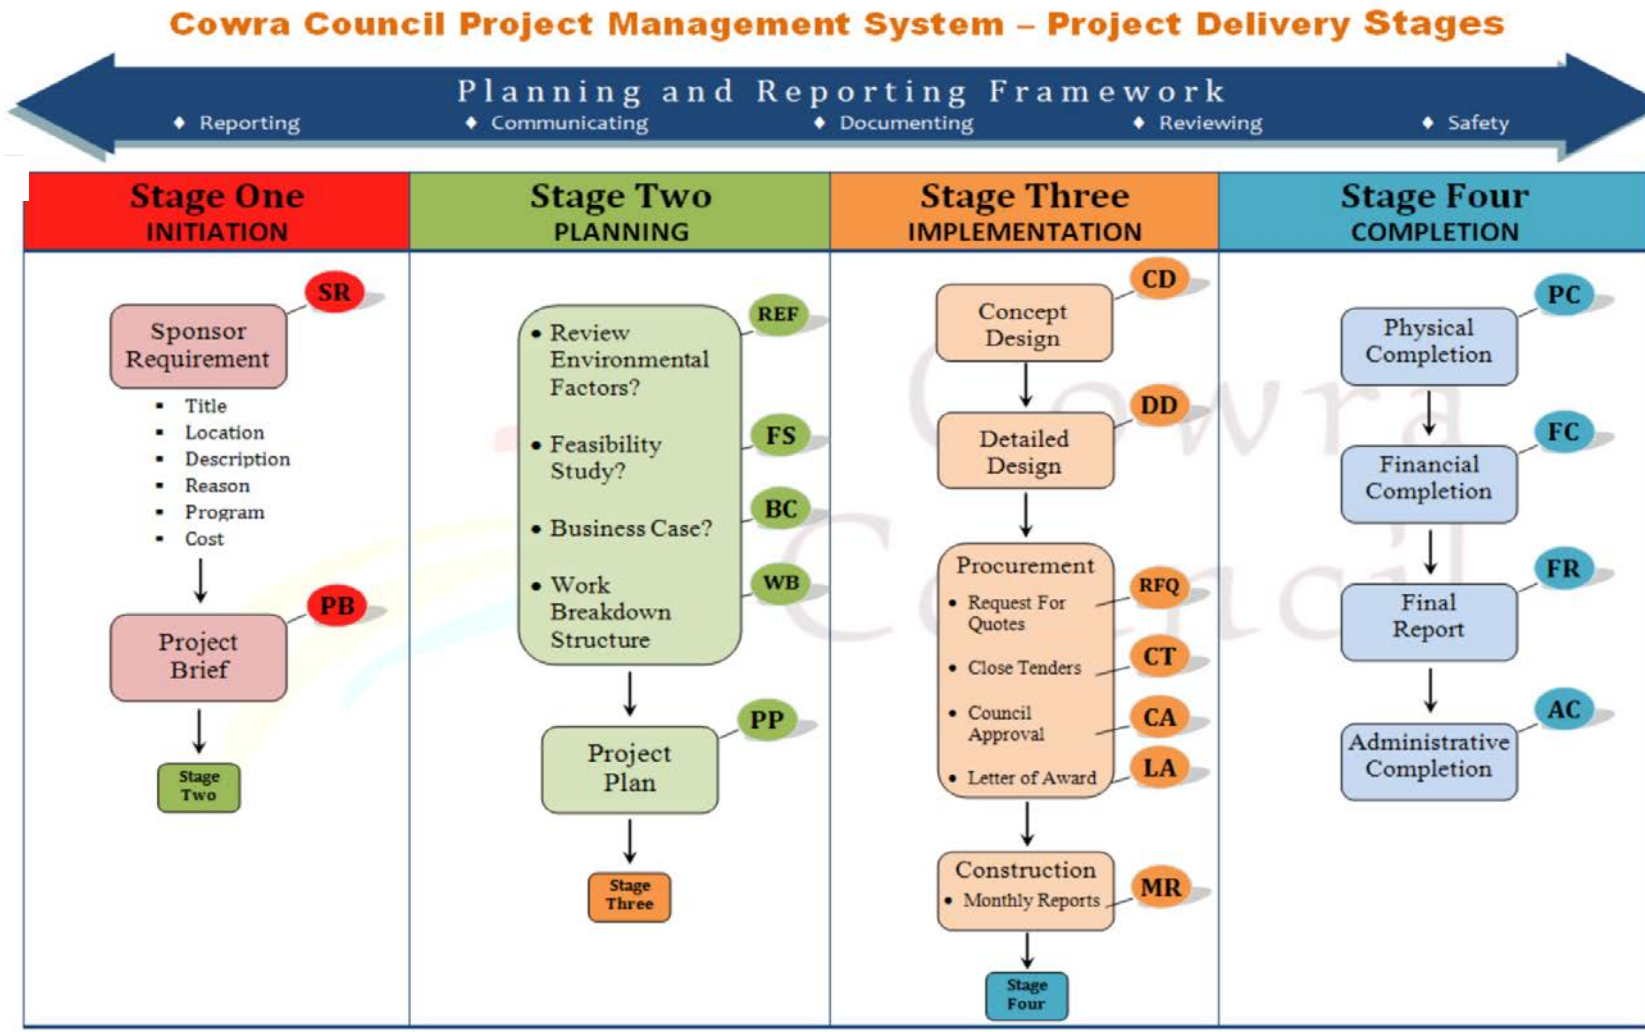 Cowra Council Project Management System – Project Delivery Stages
Planning and Reporting Framework
♦ Reporting ♦ Communicating ♦ Documenting ♦ Reviewing ♦ Safety
Stage One
INITIATION
SR
Sponsor
Requirement
▪ Title
▪ Location
▪ Description
▪ Reason
▪ Program
▪ Cost
PB
Project
Brief
Stage
Two
Stage Two
PLANNING
REF
• Review
Environmental
Factors?
FS
• Feasibility
Study?
BC
• Business Case?
WB
• Work
Breakdown
Structure
PP
Project
Plan
Stage
Three
Stage Three
IMPLEMENTATION
CD
Concept
Design
DD
Detailed
Design
Procurement
RFQ
• Request For
Quotes
CT
• Close Tenders
CA
• Council
Approval
LA
• Letter of Award
Construction
MR
• Monthly Reports
Stage
Four
Stage Four
COMPLETION
PC
Physical
Completion
FC
Financial
Completion
FR
Final
Report
AC
Administrative
Completion
Cowra
Council